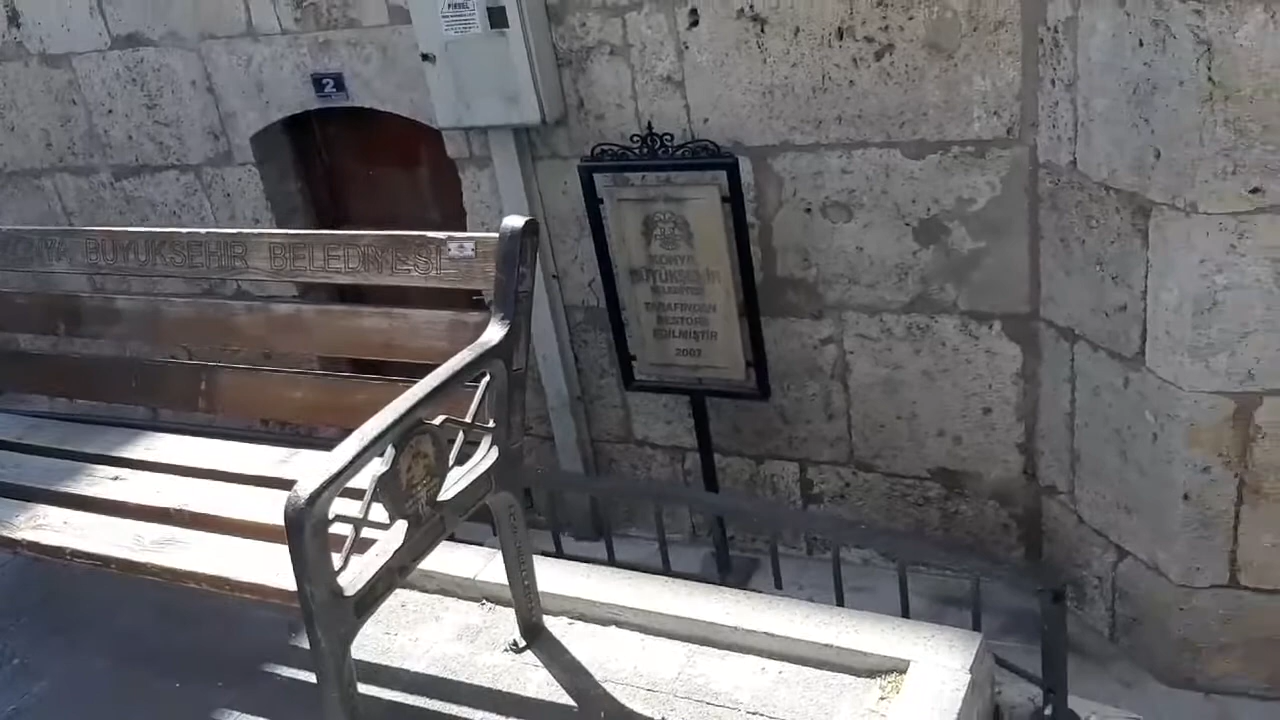 2
BÜYÜKŞEHİR BELEDİYESİ
KONYA
BÜYÜKŞEHİR
BELEDİYESİ
TARAFINDAN
RESTORE
EDİLMİŞTİR
2007